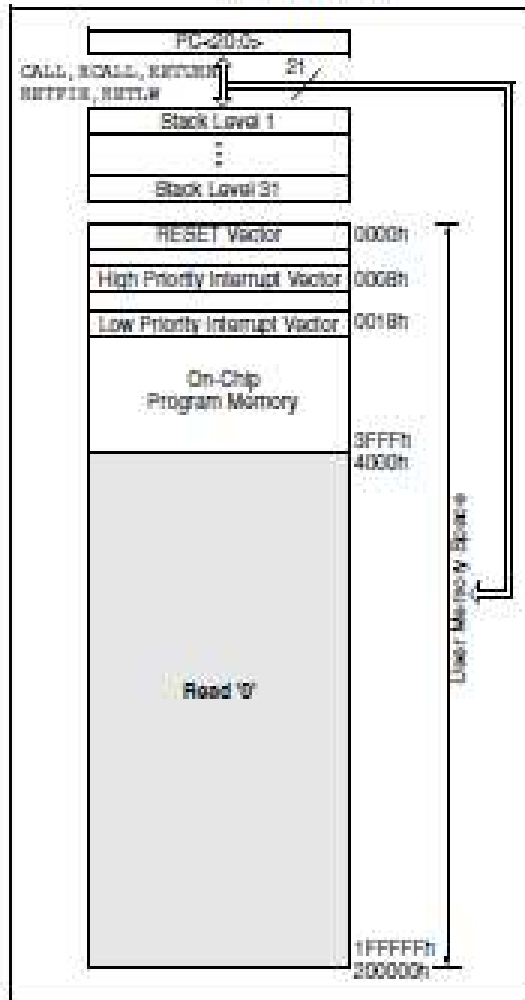 PC<20:0>
21
CALL, RCALL, RETURN
RETFIE, RETLW
Stack Level 1
Stack Level 31
RESET Vector 0000h
High Priority Interrupt Vector 0008h
Low Priority Interrupt Vector 0018h
On-Chip
Program Memory
3FFFh
4000h
User Memory Space
Read '0'
1FFFFFh
200000h